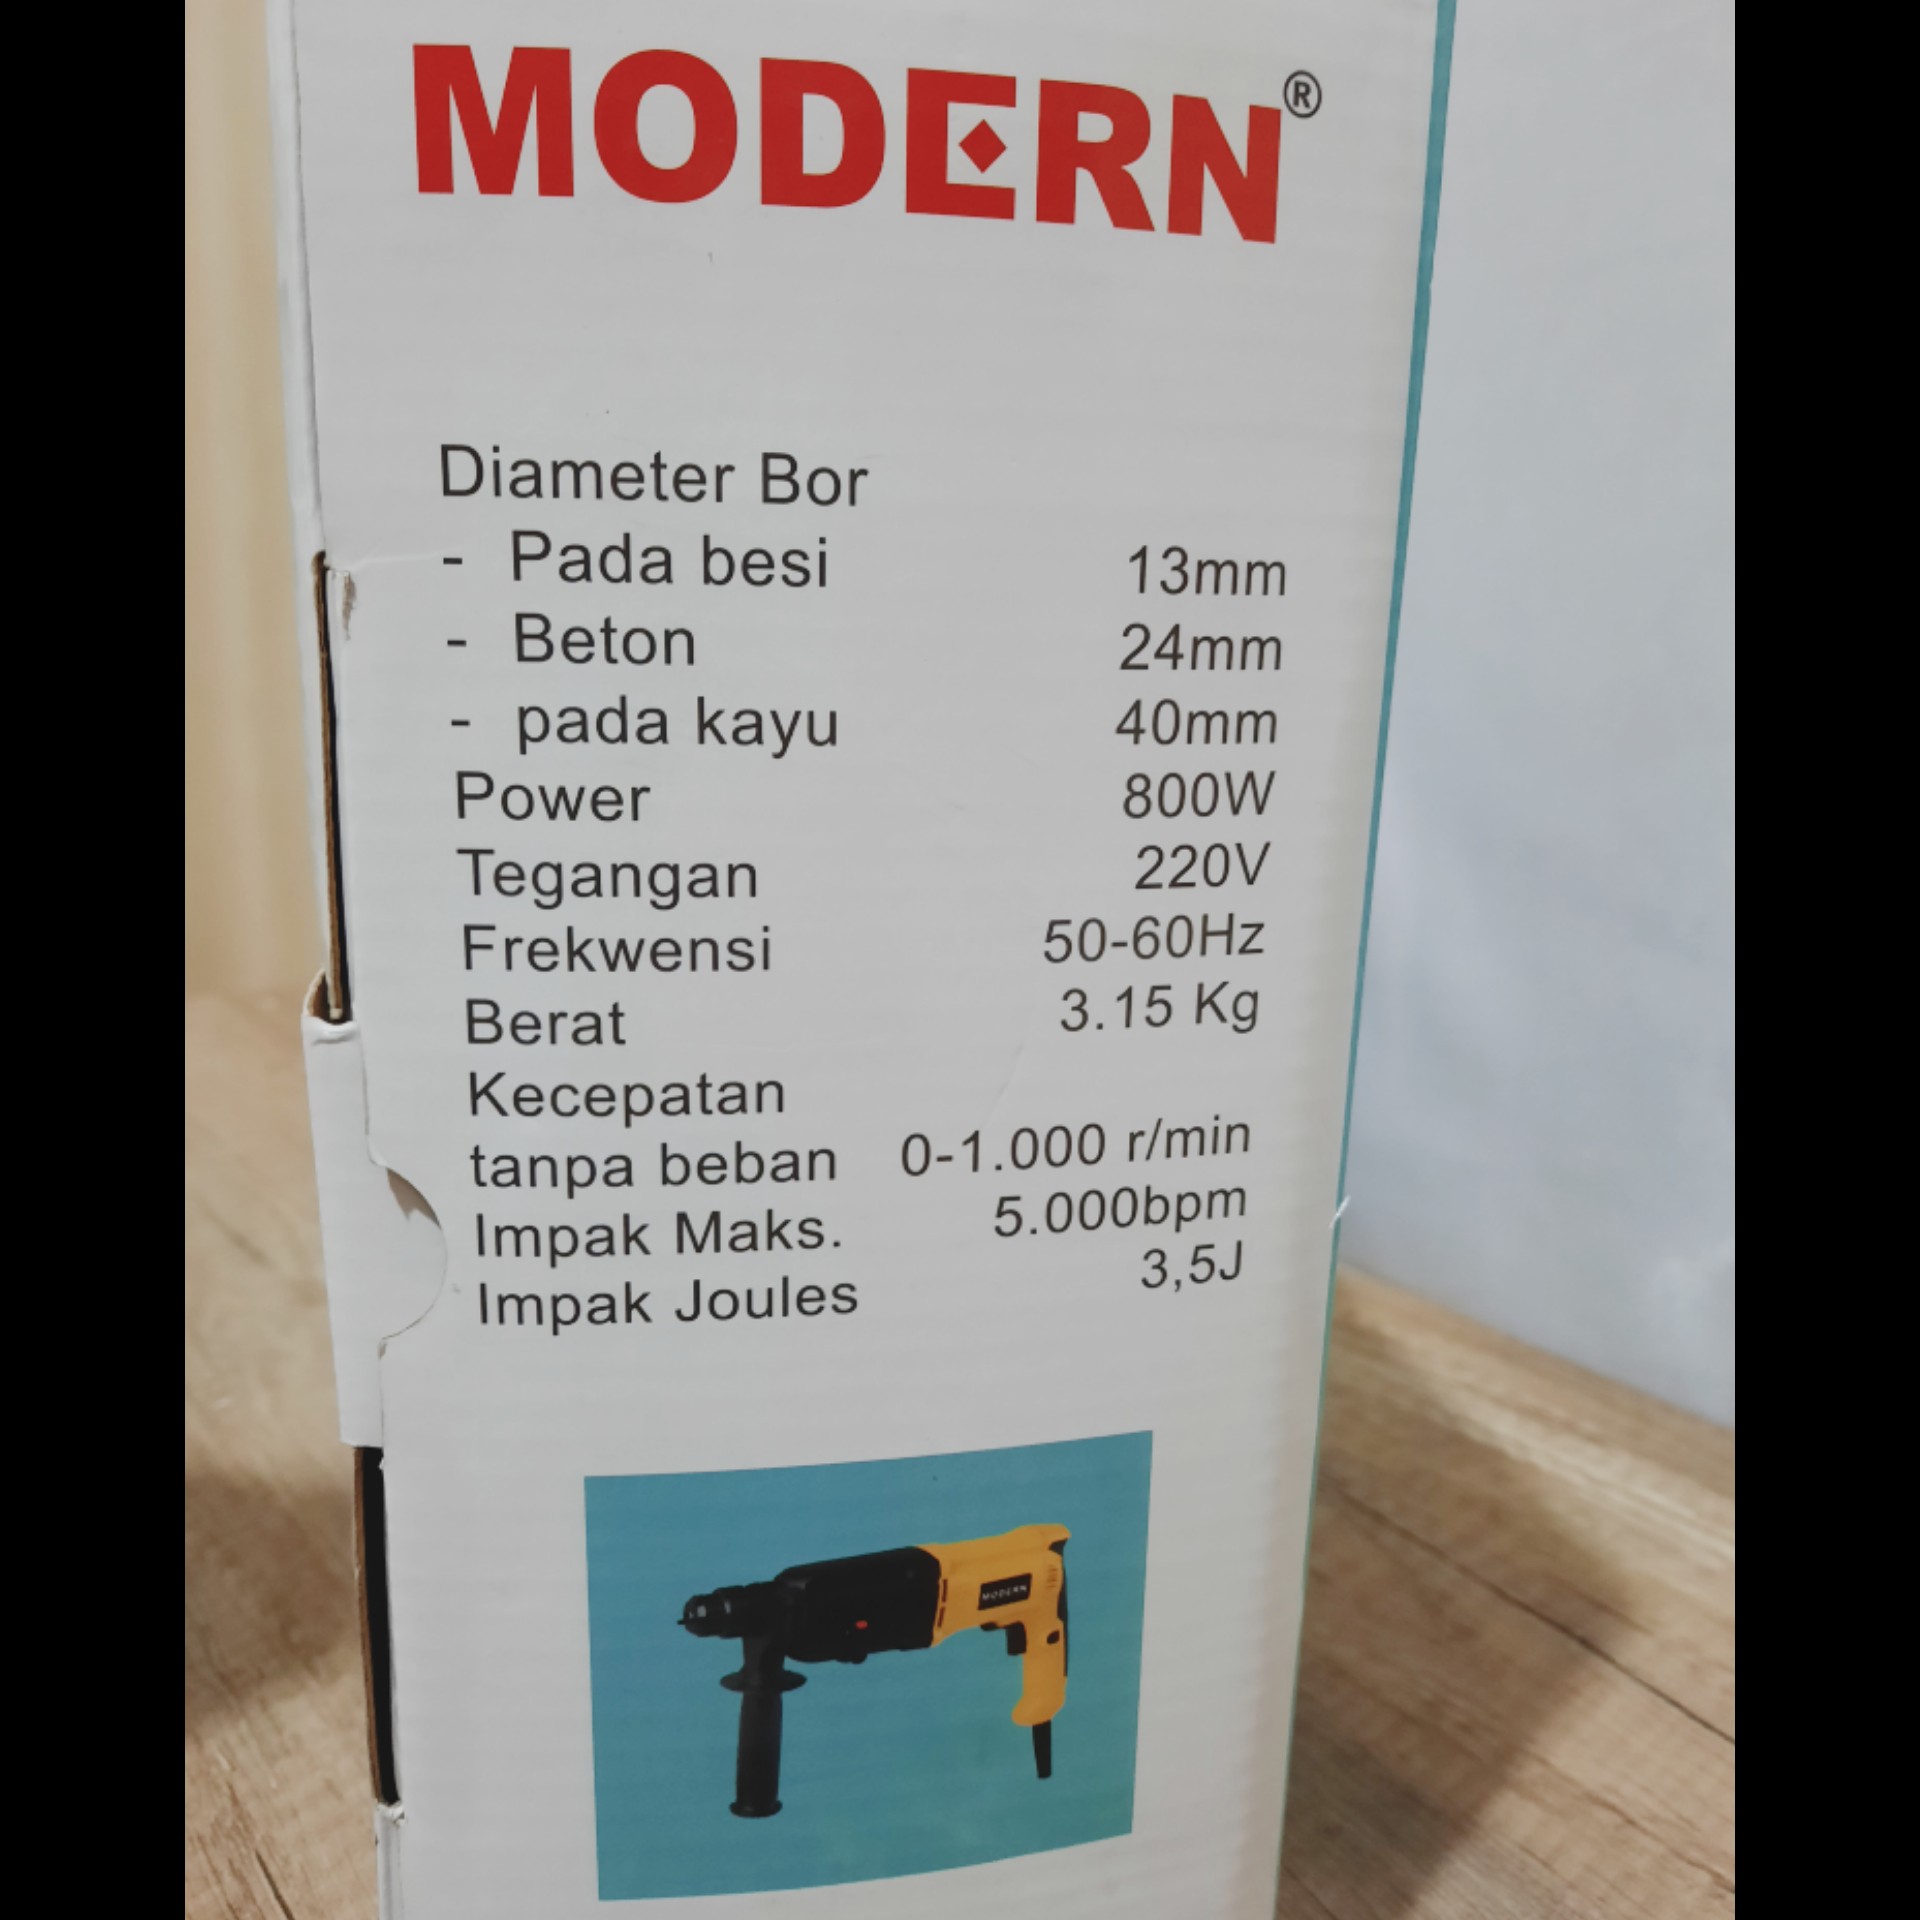 MODERN®
Diameter Bor
- Pada besi 13mm
- Beton 24mm
- pada kayu 40mm
Power 800W
Tegangan 220V
Frekwensi 50-60Hz
Berat 3.15 Kg
Kecepatan
tanpa beban 0-1.000 r/min
Impak Maks. 5.000bpm
Impak Joules 3,5J
MODERN